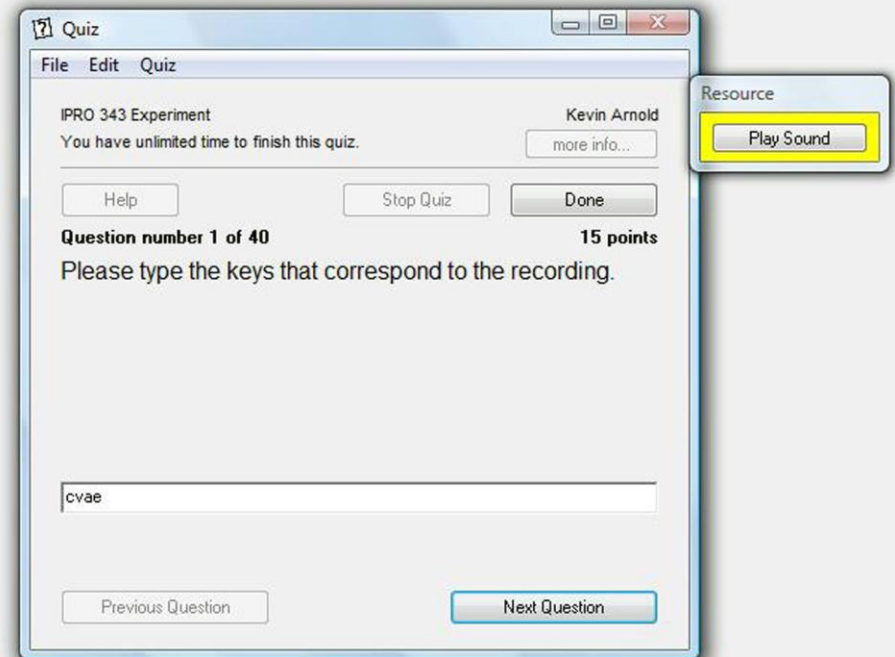 Quiz
File Edit Quiz
IPRO 343 Experiment Kevin Arnold
You have unlimited time to finish this quiz. more info...
Help Stop Quiz Done
Question number 1 of 40 15 points
Please type the keys that correspond to the recording.
cvae
Previous Question Next Question
Resource
Play Sound